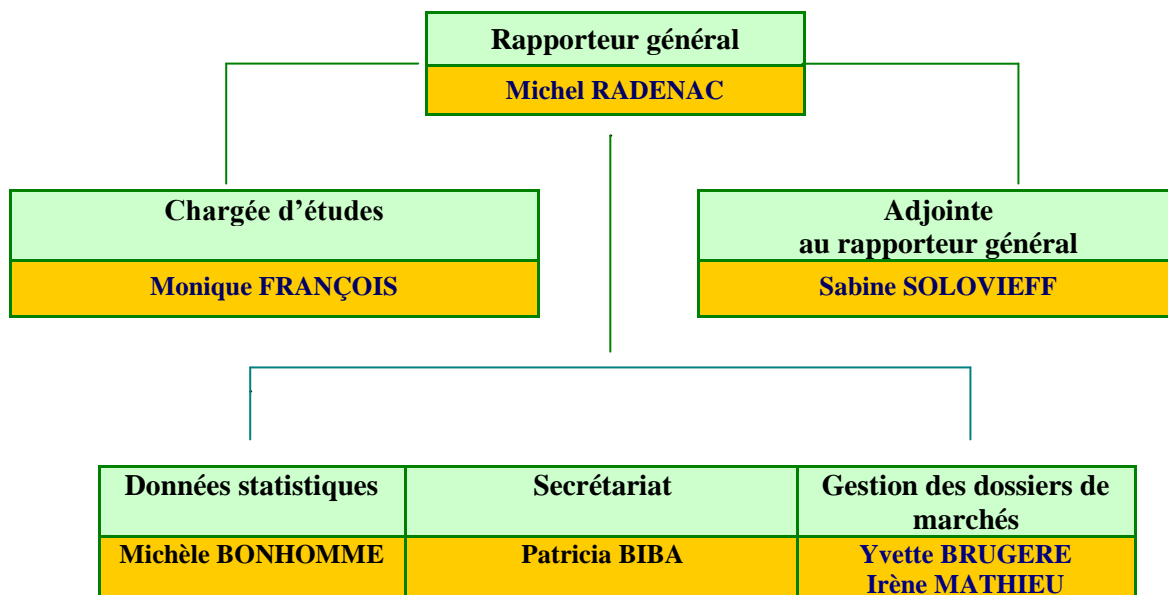 Rapporteur général
Michel RADENAC
Chargée d’études
Monique FRANÇOIS
Adjointe
au rapporteur général
Sabine SOLOVIEFF
Données statistiques
Michèle BONHOMME
Secrétariat
Patricia BIBA
Gestion des dossiers de
marchés
Yvette BRUGERE
Irène MATHIEU